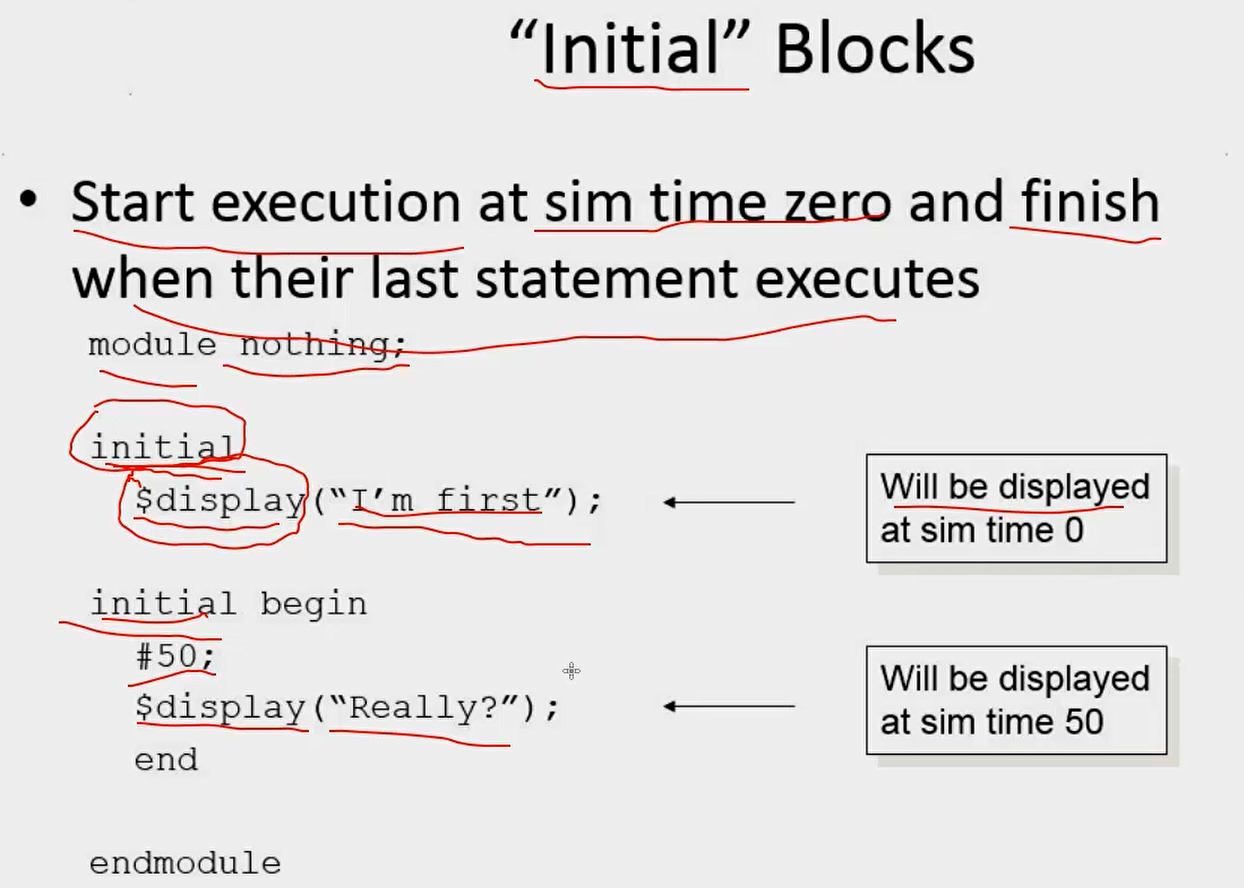 “Initial” Blocks
• Start execution at sim time zero and finish
when their last statement executes
module nothing;
initial
$display(“I’m first”);
Will be displayed
at sim time 0
initial begin
#50;
$display(“Really?”);
Will be displayed
at sim time 50
end
endmodule